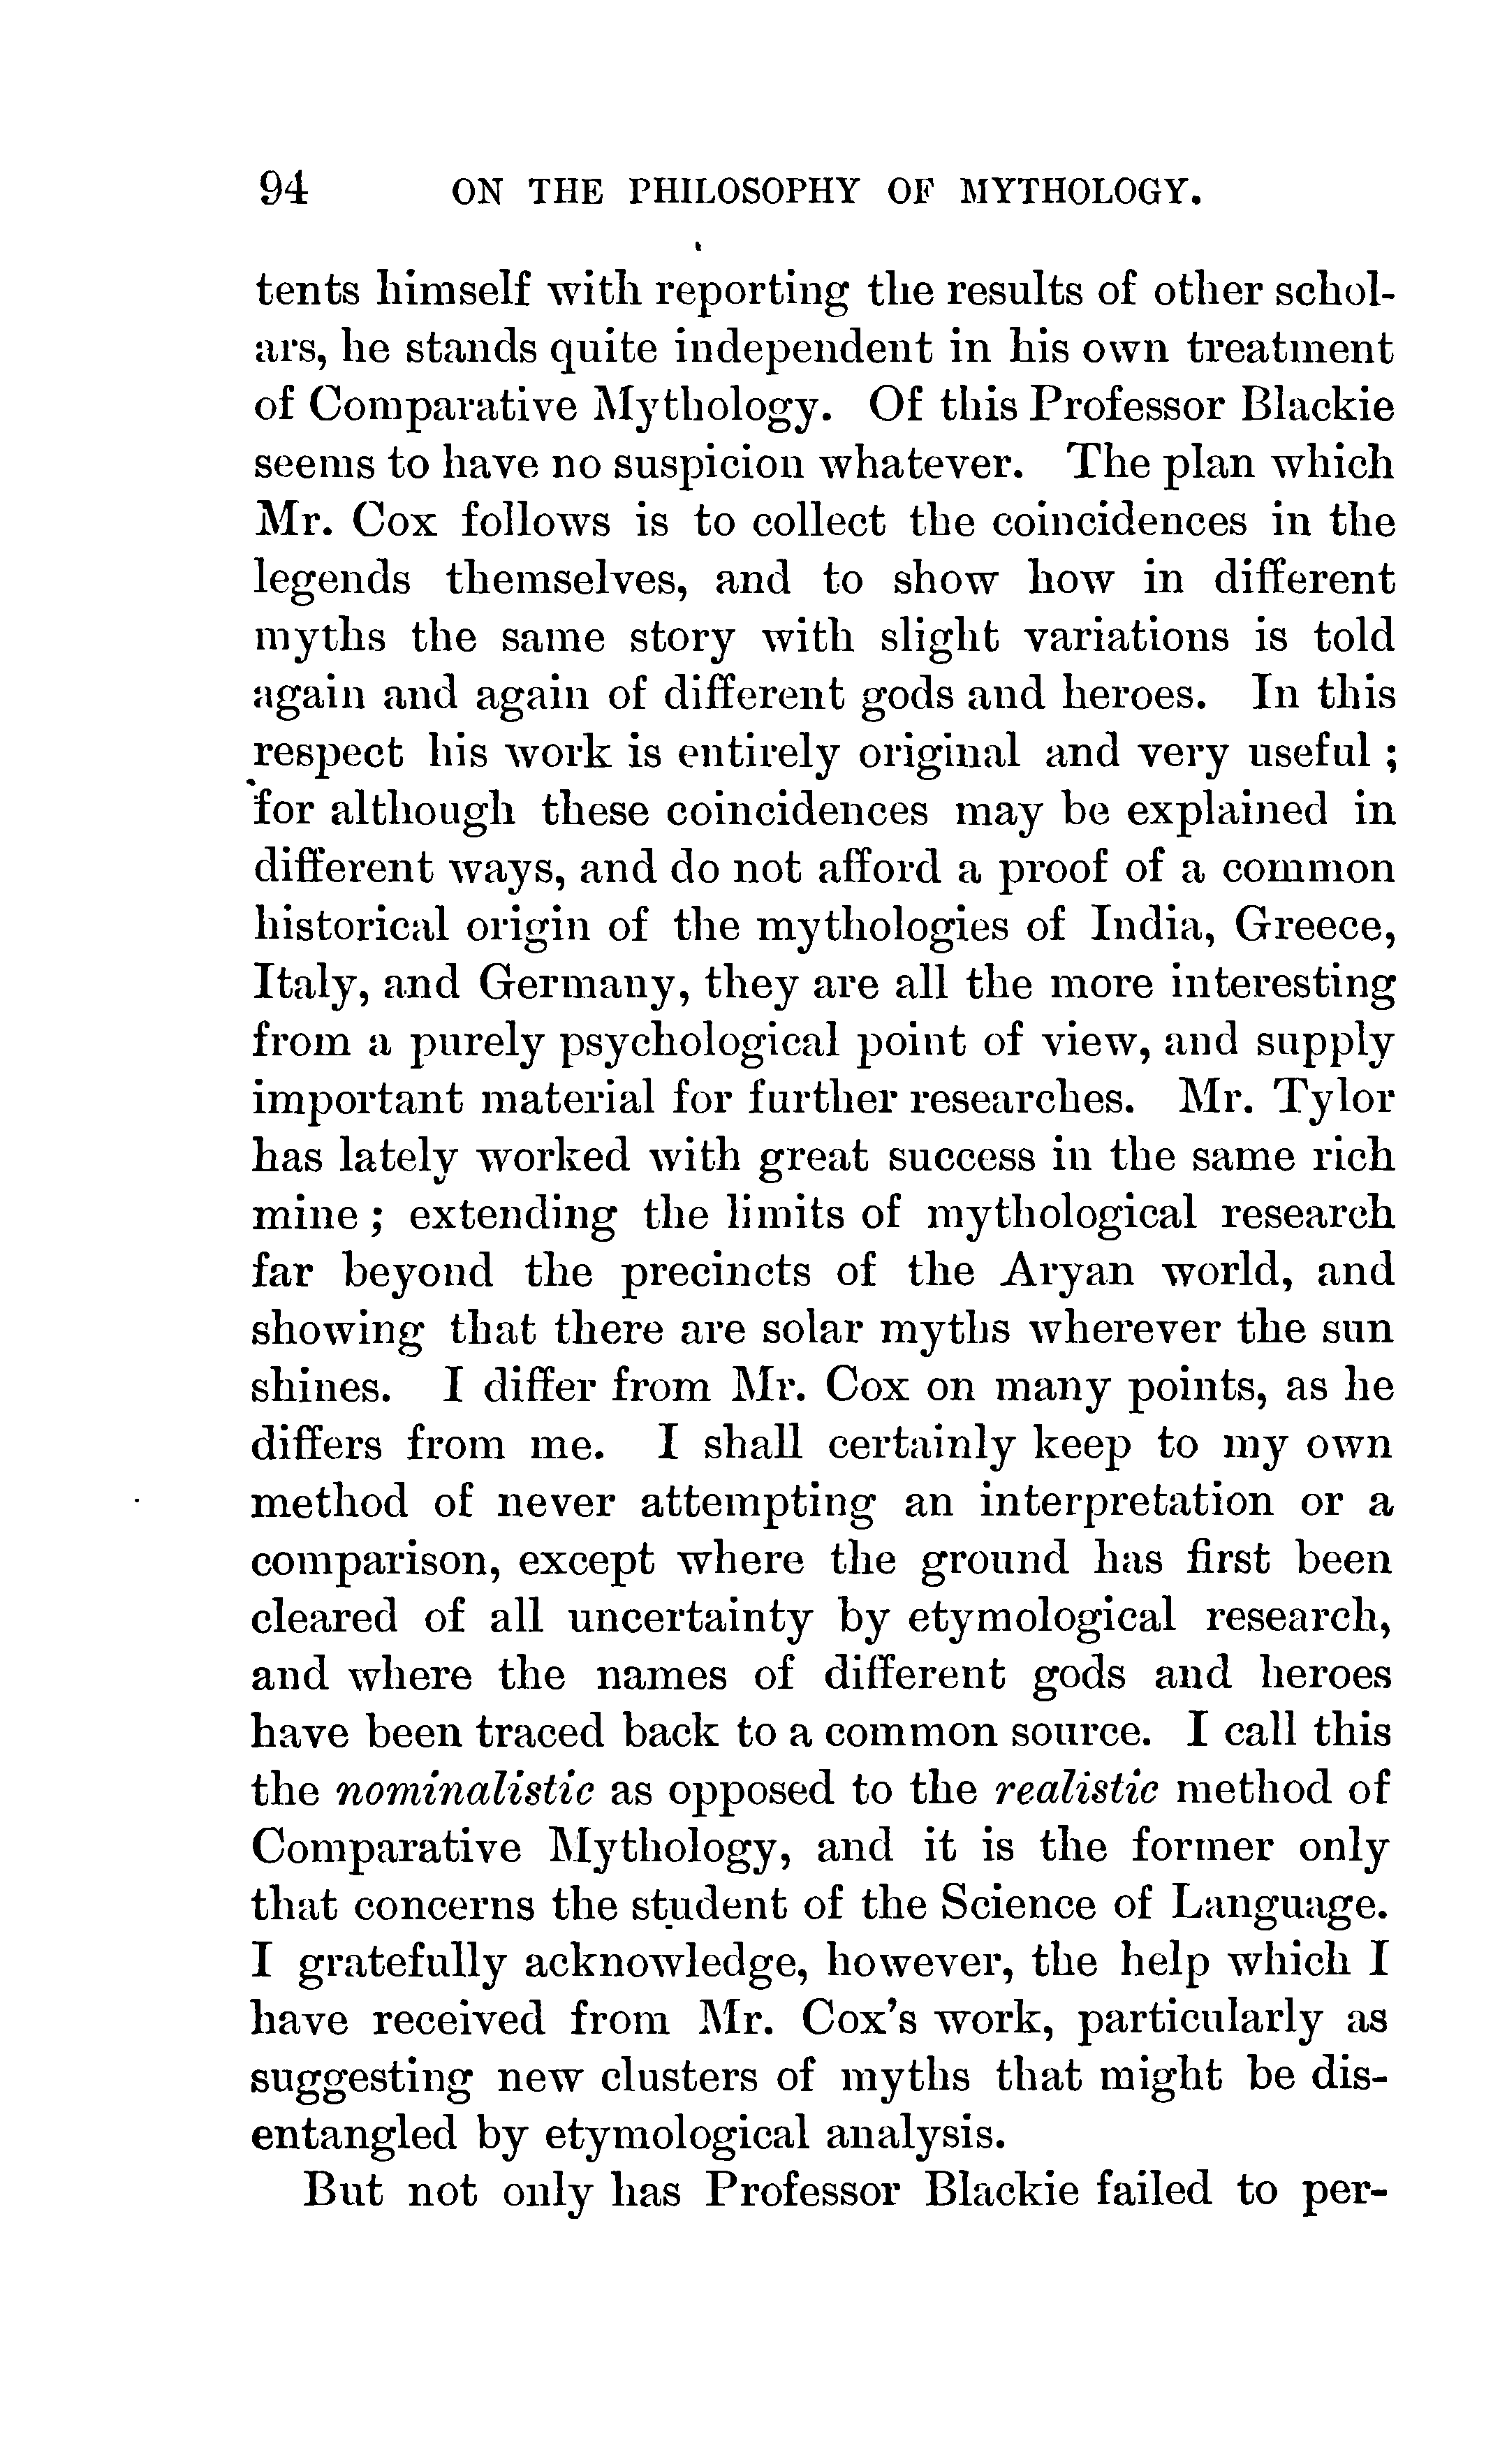 94 ON THE PHILOSOPHY OF MYTHOLOGY.
tents himself with reporting the results of other schol-
ars, he stands quite independent in his own treatment
of Comparative Mythology. Of this Professor Blackie
seems to have no suspicion whatever. The plan which
Mr. Cox follows is to collect the coincidences in the
legends themselves, and to show how in different
myths the same story with slight variations is told
again and again of different gods and heroes. In this
respect his work is entirely original and very useful ;
for although these coincidences may be explained in
different ways, and do not afford a proof of a common
historical origin of the mythologies of India, Greece,
Italy, and Germany, they are all the more interesting
from a purely psychological point of view, and supply
important material for further researches. Mr. Tylor
has lately worked with great success in the same rich
mine ; extending the limits of mythological research
far beyond the precincts of the Aryan world, and
showing that there are solar myths wherever the sun
shines. I differ from Mr. Cox on many points, as he
differs from me. I shall certainly keep to my own
method of never attempting an interpretation or a
comparison, except where the ground has first been
cleared of all uncertainty by etymological research,
and where the names of different gods and heroes
have been traced back to a common source. I call this
the nominalistic as opposed to the realistic method of
Comparative Mythology, and it is the former only
that concerns the student of the Science of Language.
I gratefully acknowledge, however, the help which I
have received from Mr. Cox's work, particularly as
suggesting new clusters of myths that might be dis-
entangled by etymological analysis.
But not only has Professor Blackie failed to per-